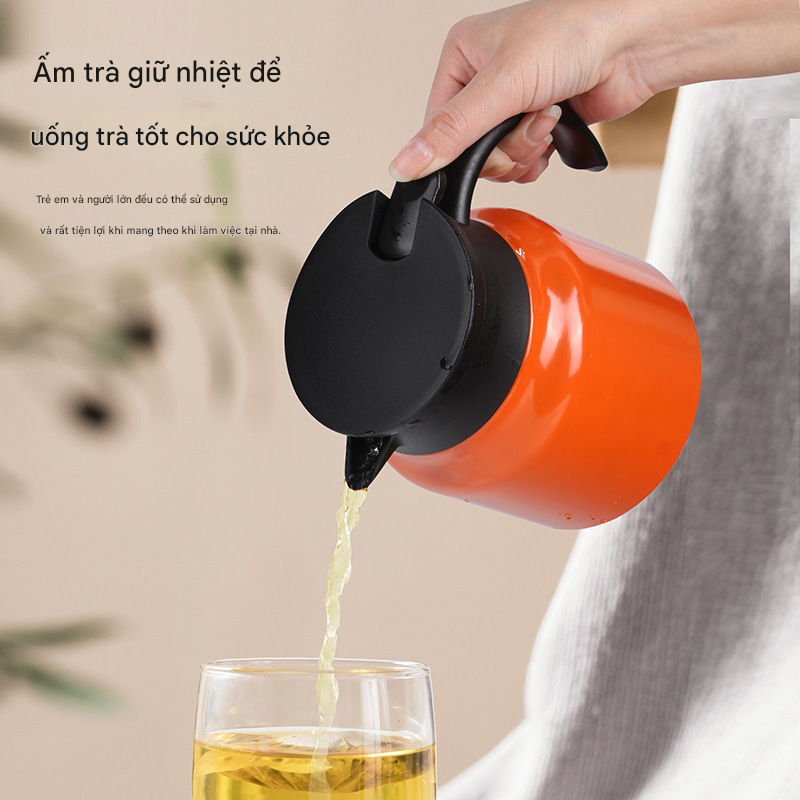 Ấm trà giữ nhiệt để
uống trà tốt cho sức khỏe
Trẻ em và người lớn đều có thể sử dụng
và rất tiện lợi khi mang theo khi làm việc tại nhà.